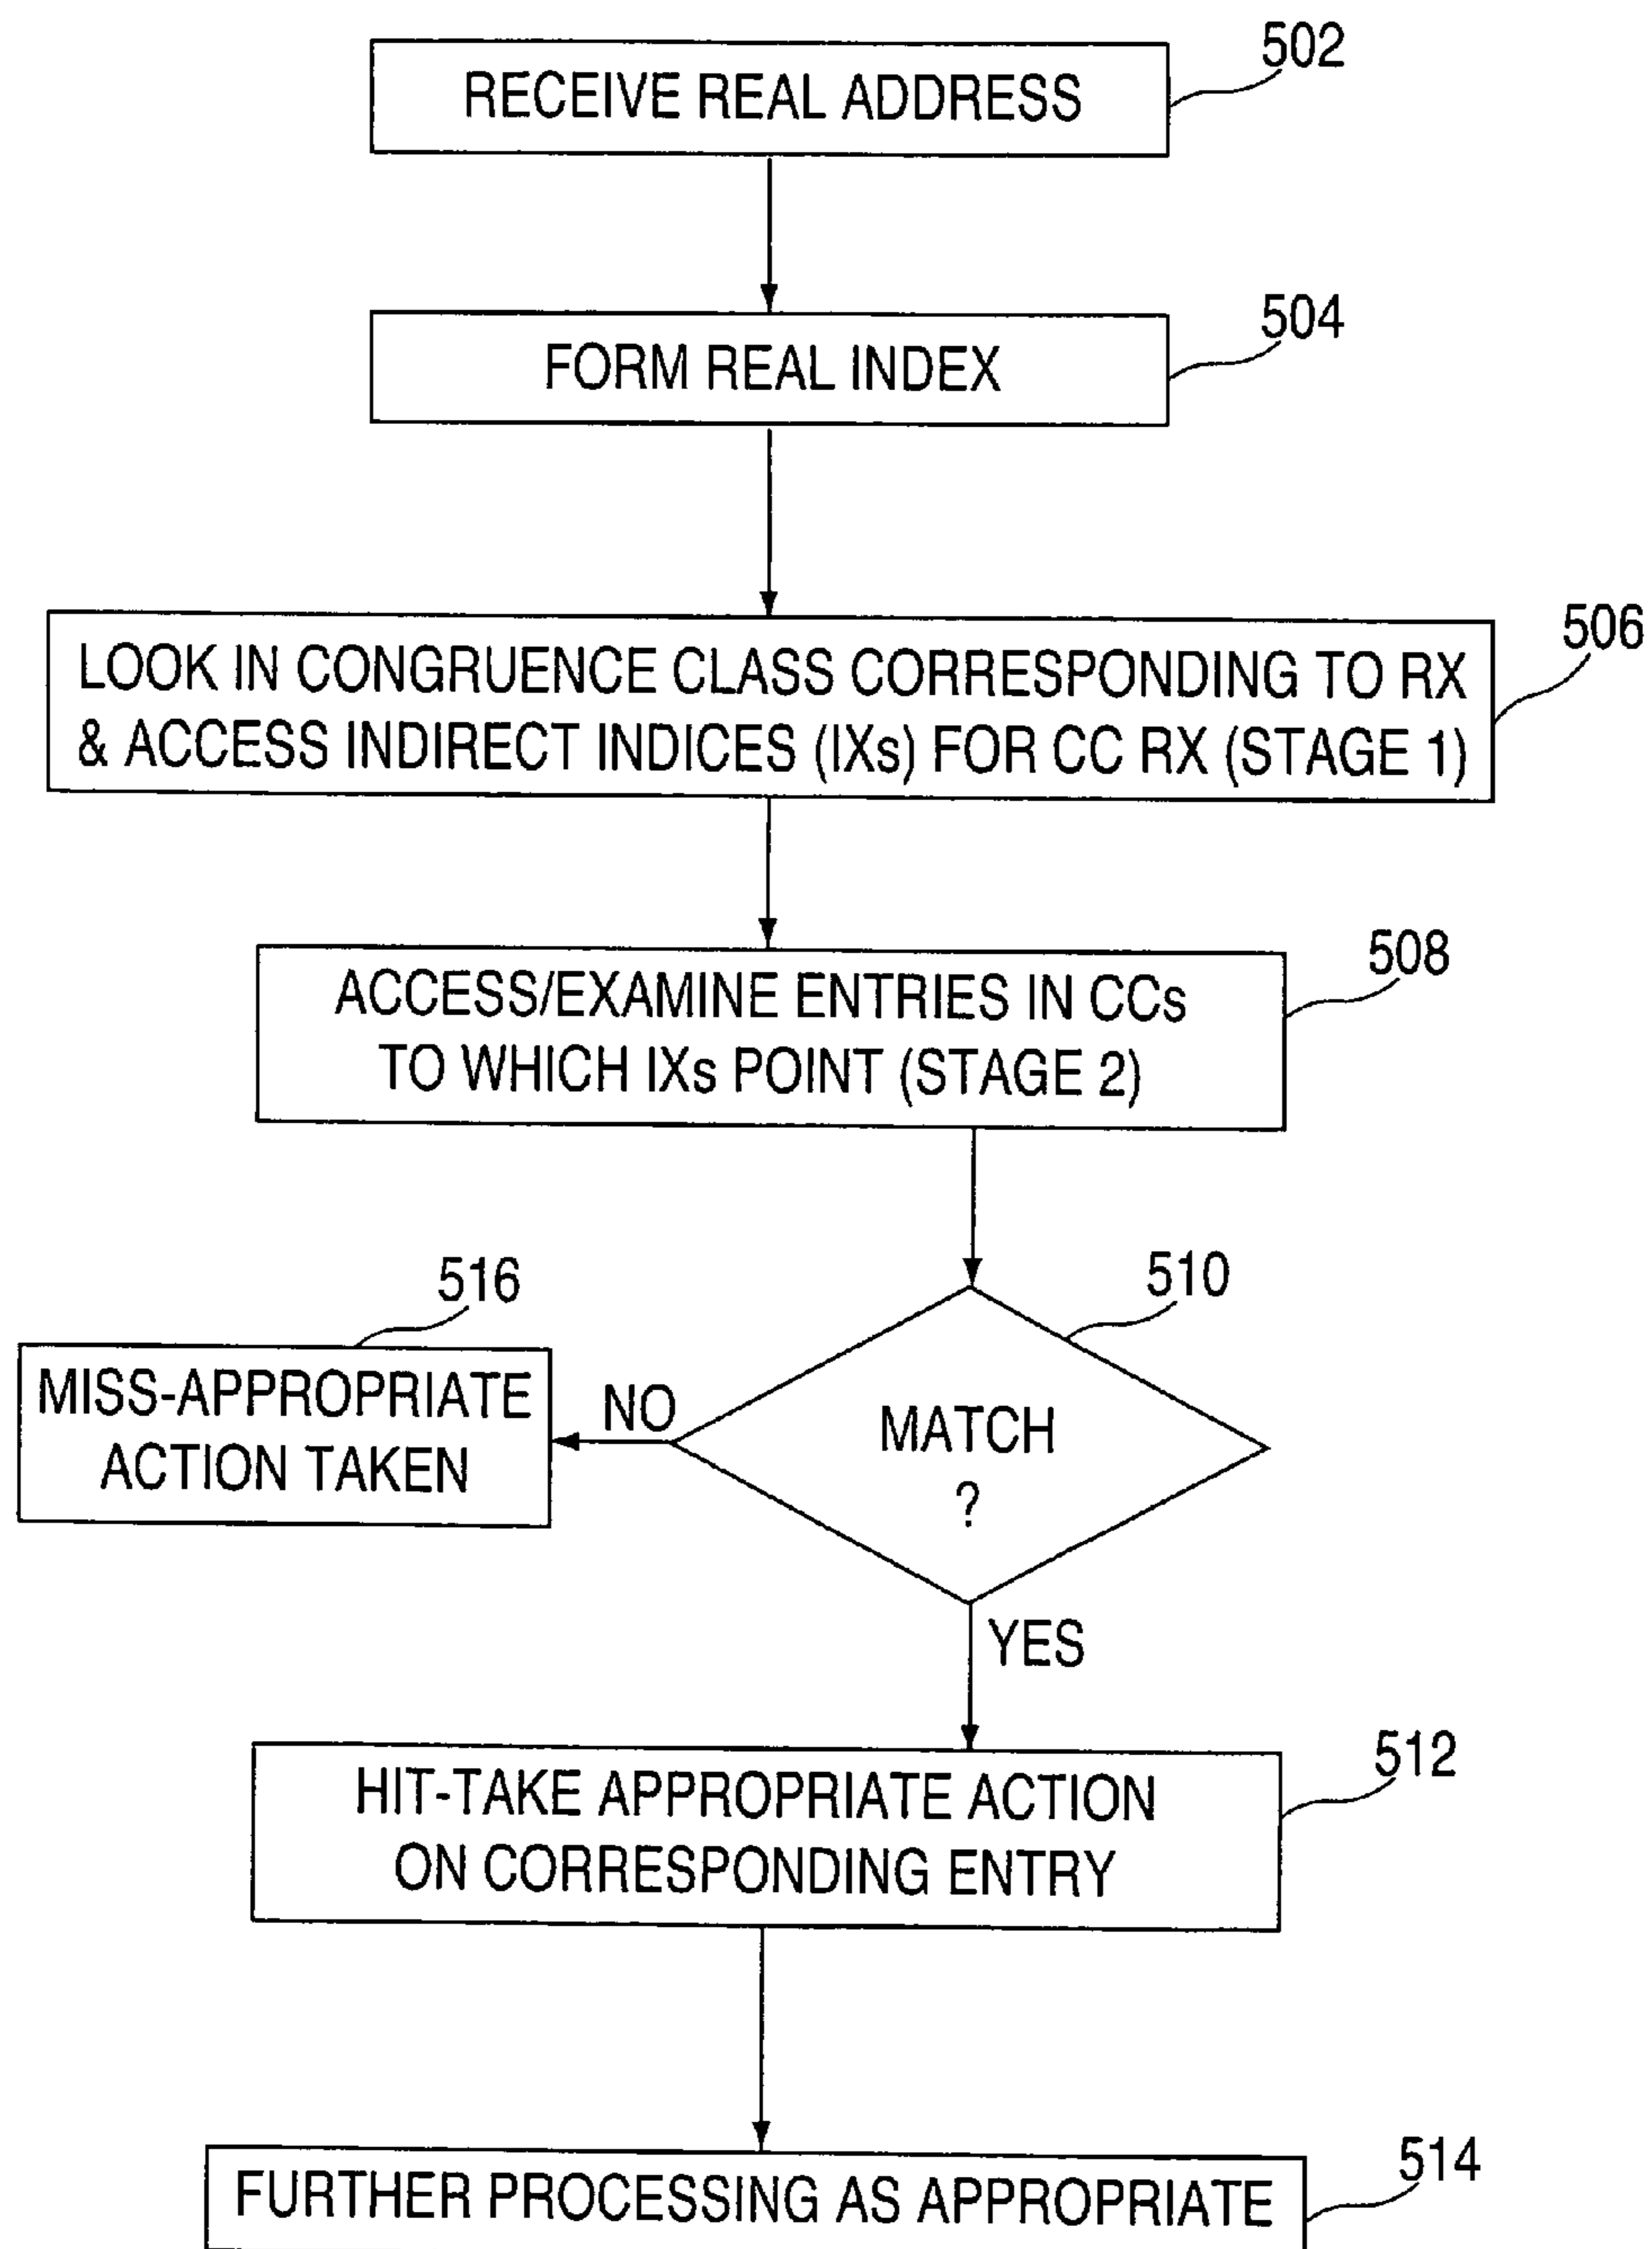 502
RECEIVE REAL ADDRESS
504
FORM REAL INDEX
506
LOOK IN CONGRUENCE CLASS CORRESPONDING TO RX
& ACCESS INDIRECT INDICES (IXs) FOR CC RX (STAGE 1)
508
ACCESS/EXAMINE ENTRIES IN CCs
TO WHICH IXs POINT (STAGE 2)
516
510
MISS-APPROPRIATE
ACTION TAKEN
NO
MATCH
?
YES
512
HIT-TAKE APPROPRIATE ACTION
ON CORRESPONDING ENTRY
514
FURTHER PROCESSING AS APPROPRIATE